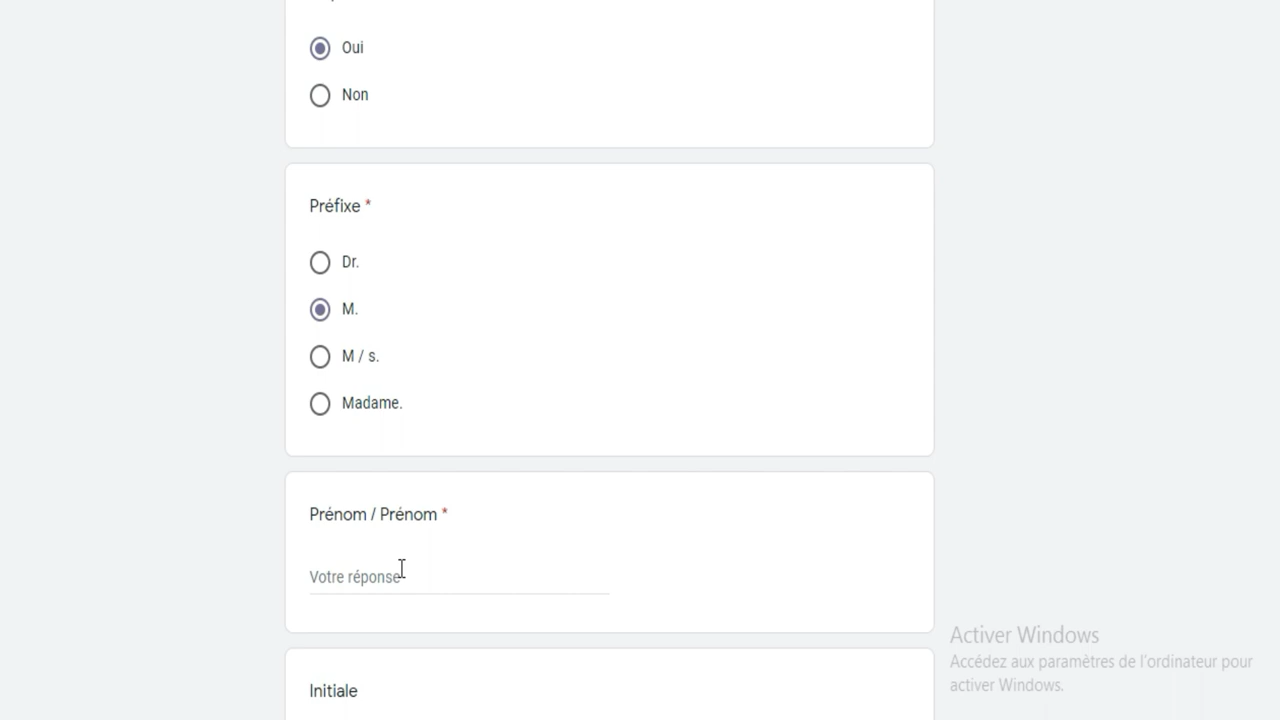 Oui
Non
Préfixe *
Dr.
M.
M / s.
Madame.
Prénom / Prénom *
Votre réponse
Initiale
Activer Windows
Accédez aux paramètres de l'ordinateur pour
activer Windows.